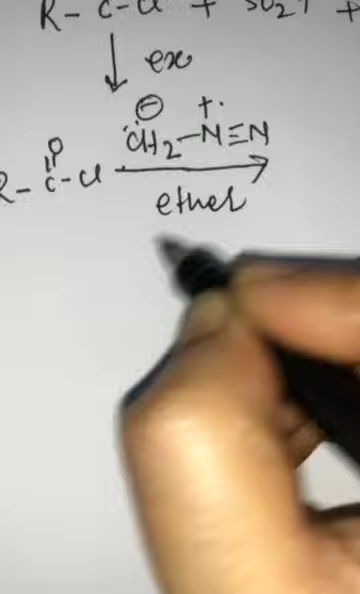 R-C-Cl + SO2↑ +
↓ ex
⊖CH2-N⁺≡N
R-C(=O)-Cl →
ether